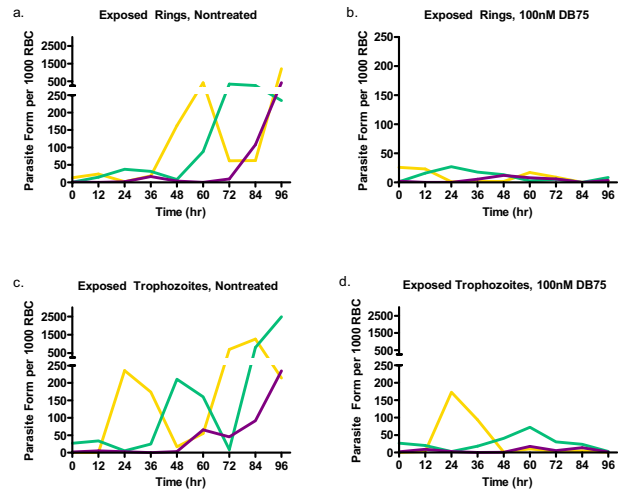 a.
Exposed Rings, Nontreated
Parasite Form per 1000 RBC
2500
1500
500
250
200
150
100
50
0
0 12 24 36 48 60 72 84 96
Time (hr)
b.
Exposed Rings, 100nM DB75
Parasite Form per 1000 RBC
250
200
150
100
50
0
0 12 24 36 48 60 72 84 96
Time (hr)
c.
Exposed Trophozoites, Nontreated
Parasite Form per 1000 RBC
2500
1500
500
250
200
150
100
50
0
0 12 24 36 48 60 72 84 96
Time (hr)
d.
Exposed Trophozoites, 100nM DB75
Parasite Form per 1000 RBC
2500
1500
500
250
200
150
100
50
0
0 12 24 36 48 60 72 84 96
Time (hr)